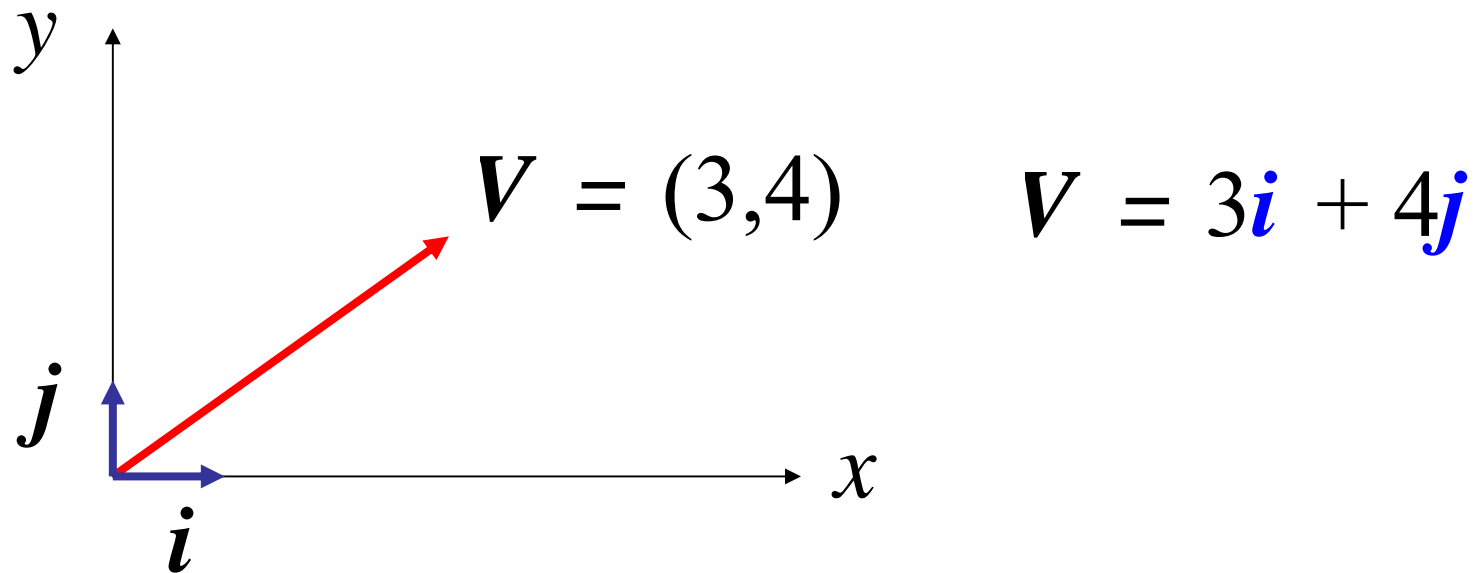 y
V = (3,4)
V = 3i + 4j
j
x
i